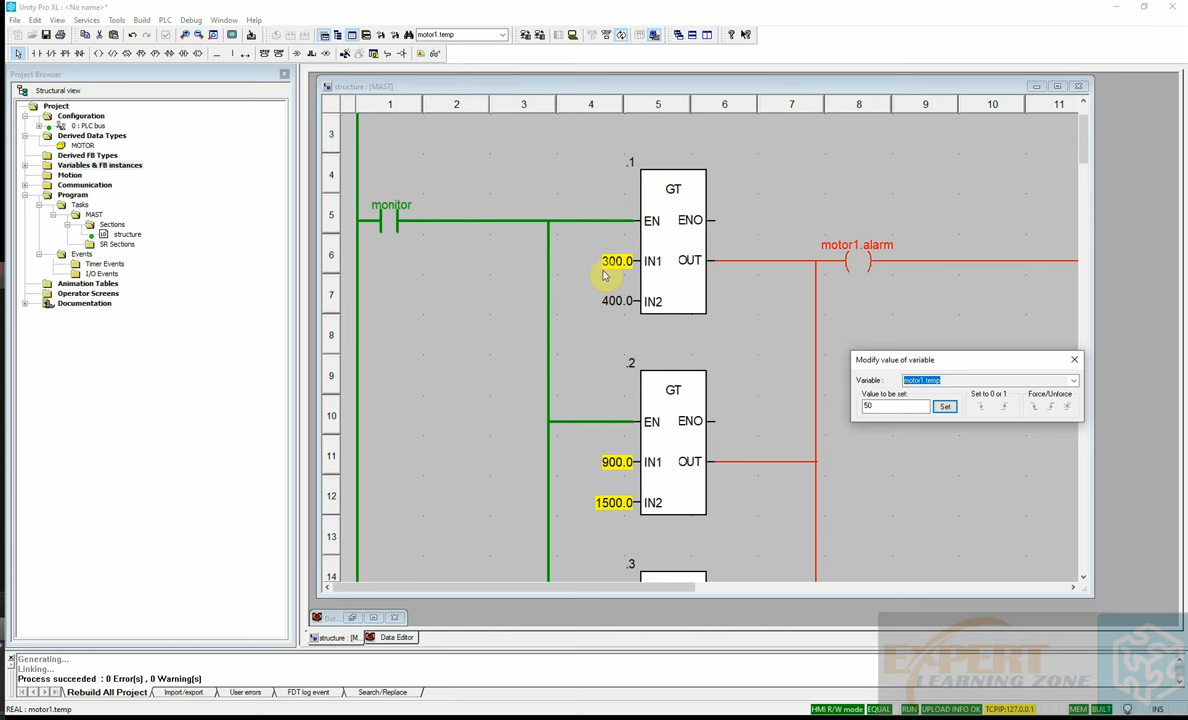 Unity Pro XL : <No name>*
File Edit View Services Tools Build PLC Debug Window Help
motor1.temp
Project Browser
Structural view
Project
Configuration
0 : PLC bus
Derived Data Types
MOTOR
Derived FB Types
Variables & FB instances
Motion
Communication
Program
Tasks
MAST
Sections
structure
SR Sections
Events
Timer Events
I/O Events
Animation Tables
Operator Screens
Documentation
structure : [MAST]
1 2 3 4 5 6 7 8 9 10 11
3
4
5
6
7
8
9
10
11
12
13
14
.1
GT
monitor
EN ENO
motor1.alarm
300.0 IN1 OUT
400.0 IN2
.2
GT
EN ENO
900.0 IN1 OUT
1500.0 IN2
.3
Modify value of variable
Variable : motor1.temp
Value to be set: Set to 0 or 1 Force/Unforce
50 Set
Dat...
structure : [M... Data Editor
Generating...
Linking...
Process succeeded : 0 Error(s) , 0 Warning(s)
Rebuild All Project Import/export User errors FDT log event Search/Replace
REAL : motor1.temp
HMI R/W mode EQUAL RUN UPLOAD INFO OK TCPIP:127.0.0.1 MEM BUILT INS
EXPERT
LEARNING ZONE